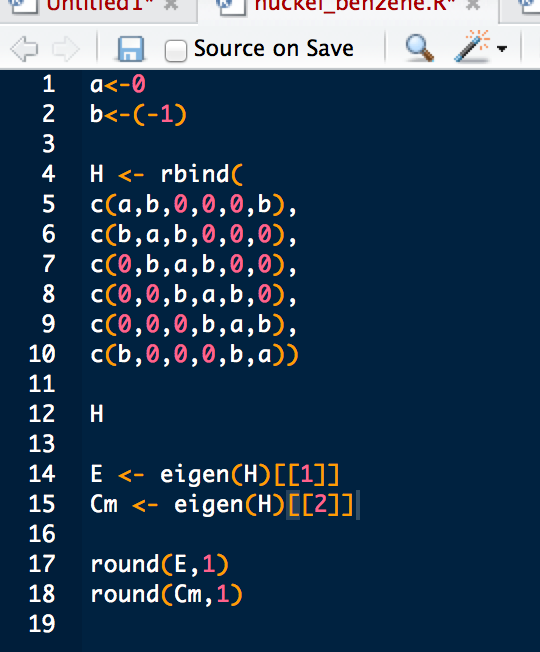 Untitled1*
huckel_benzene.R*
Source on Save
1 a<-0
2 b<-(-1)
3
4 H <- rbind(
5 c(a,b,0,0,0,b),
6 c(b,a,b,0,0,0),
7 c(0,b,a,b,0,0),
8 c(0,0,b,a,b,0),
9 c(0,0,0,b,a,b),
10 c(b,0,0,0,b,a))
11
12 H
13
14 E <- eigen(H)[[1]]
15 Cm <- eigen(H)[[2]]
16
17 round(E,1)
18 round(Cm,1)
19